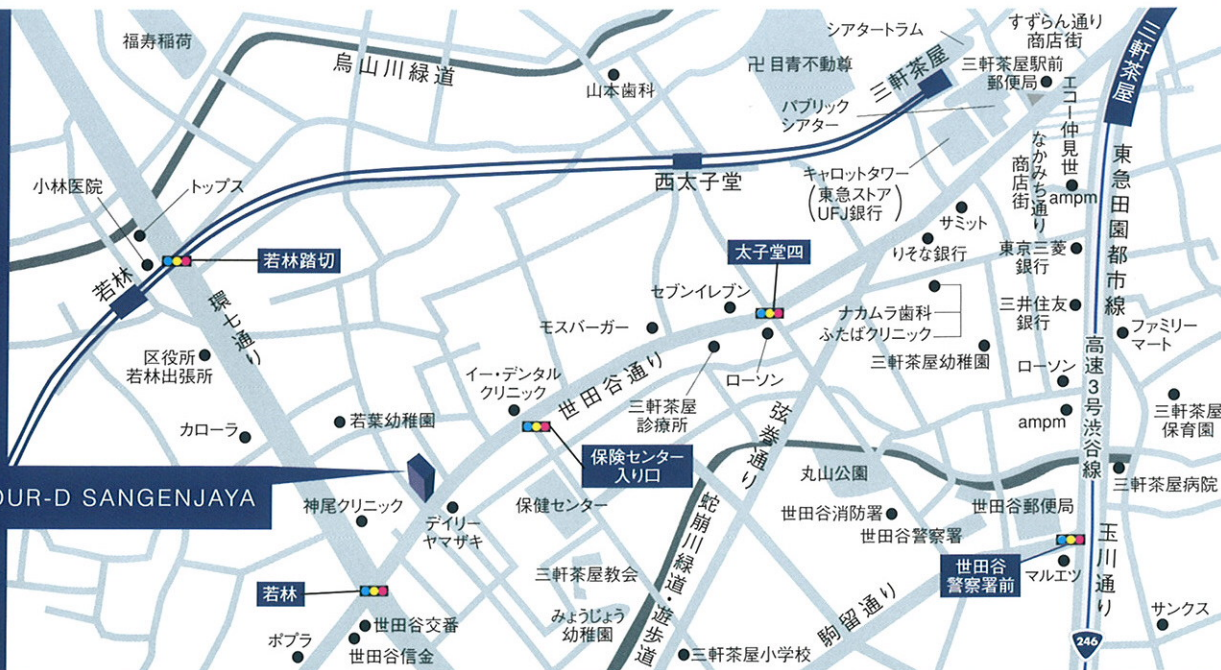 福寿稲荷
烏山川緑道
山本歯科
卍目青不動尊
シアタートラム
すずらん通り
商店街
三軒茶屋駅前
郵便局
三軒茶屋
三軒茶屋
パブリック
シアター
エコー仲見世
なかみち通り
商店街
東急田園都市線
小林医院
トップス
西太子堂
キャロットタワー
(東急ストア
UFJ銀行)
ampm
サミット
りそな銀行
東京三菱
銀行
若林踏切
若林
太子堂四
環七通り
セブンイレブン
モスバーガー
ナカムラ歯科
ふたばクリニック
三井住友
銀行
ファミリー
マート
区役所
若林出張所
イー・デンタル
クリニック
世田谷通り
ローソン
三軒茶屋幼稚園
高速3号渋谷線
ローソン
カローラ
若葉幼稚園
三軒茶屋
診療所
弦巻通り
ampm
三軒茶屋
保育園
保険センター
入り口
丸山公園
三軒茶屋病院
OUR-D SANGENJAYA
神尾クリニック
デイリー
ヤマザキ
保健センター
蛇崩川緑道・遊歩道
世田谷消防署
世田谷郵便局
世田谷警察署
玉川通り
三軒茶屋教会
世田谷
警察署前
マルエツ
若林
みょうじょう
幼稚園
駒留通り
サンクス
世田谷交番
ポプラ
世田谷信金
三軒茶屋小学校
246